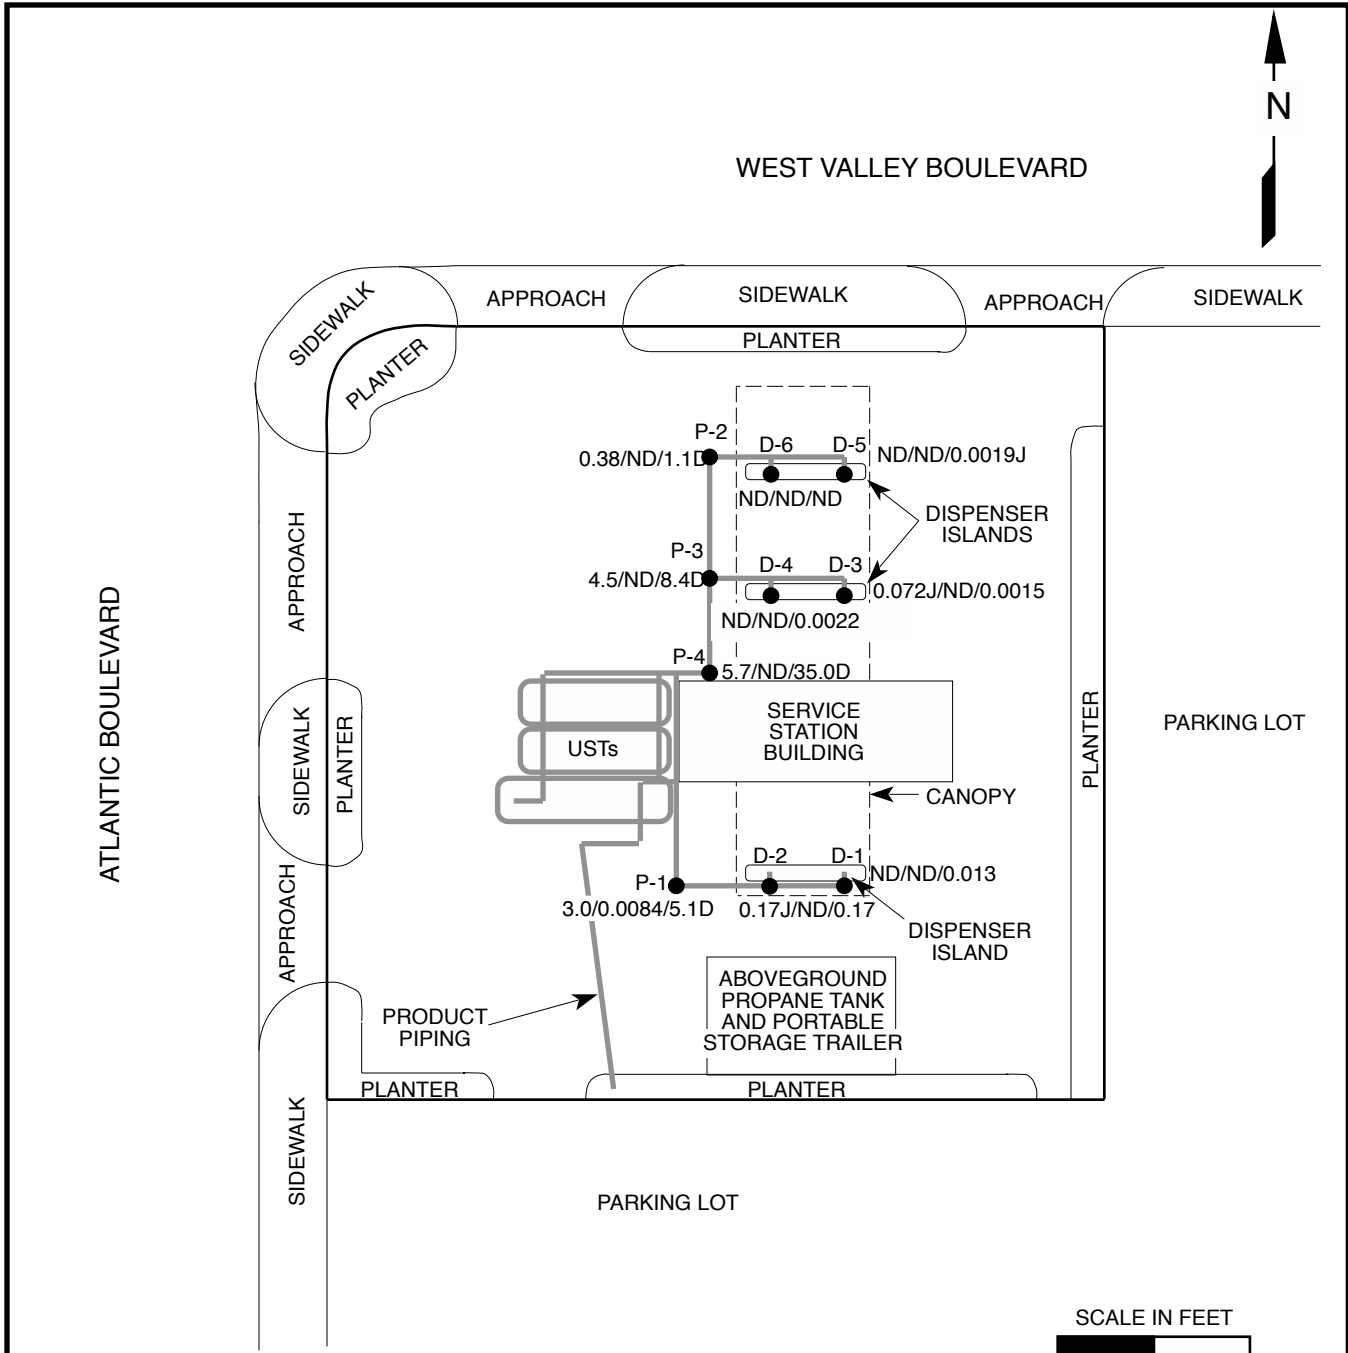 N
WEST VALLEY BOULEVARD
SIDEWALK
APPROACH
SIDEWALK
APPROACH
SIDEWALK
PLANTER
PLANTER
P-2
D-6
D-5
0.38/ND/1.1D
ND/ND/0.0019J
ND/ND/ND
DISPENSER
ISLANDS
APPROACH
P-3
D-4
D-3
4.5/ND/8.4D
0.072J/ND/0.0015
ND/ND/0.0022
ATLANTIC BOULEVARD
P-4
5.7/ND/35.0D
SIDEWALK
PLANTER
USTs
SERVICE
STATION
BUILDING
PLANTER
PARKING LOT
CANOPY
D-2
D-1
P-1
ND/ND/0.013
3.0/0.0084/5.1D
0.17J/ND/0.17
APPROACH
DISPENSER
ISLAND
ABOVEGROUND
PROPANE TANK
AND PORTABLE
STORAGE TRAILER
PRODUCT
PIPING
PLANTER
PLANTER
SIDEWALK
PARKING LOT
SCALE IN FEET